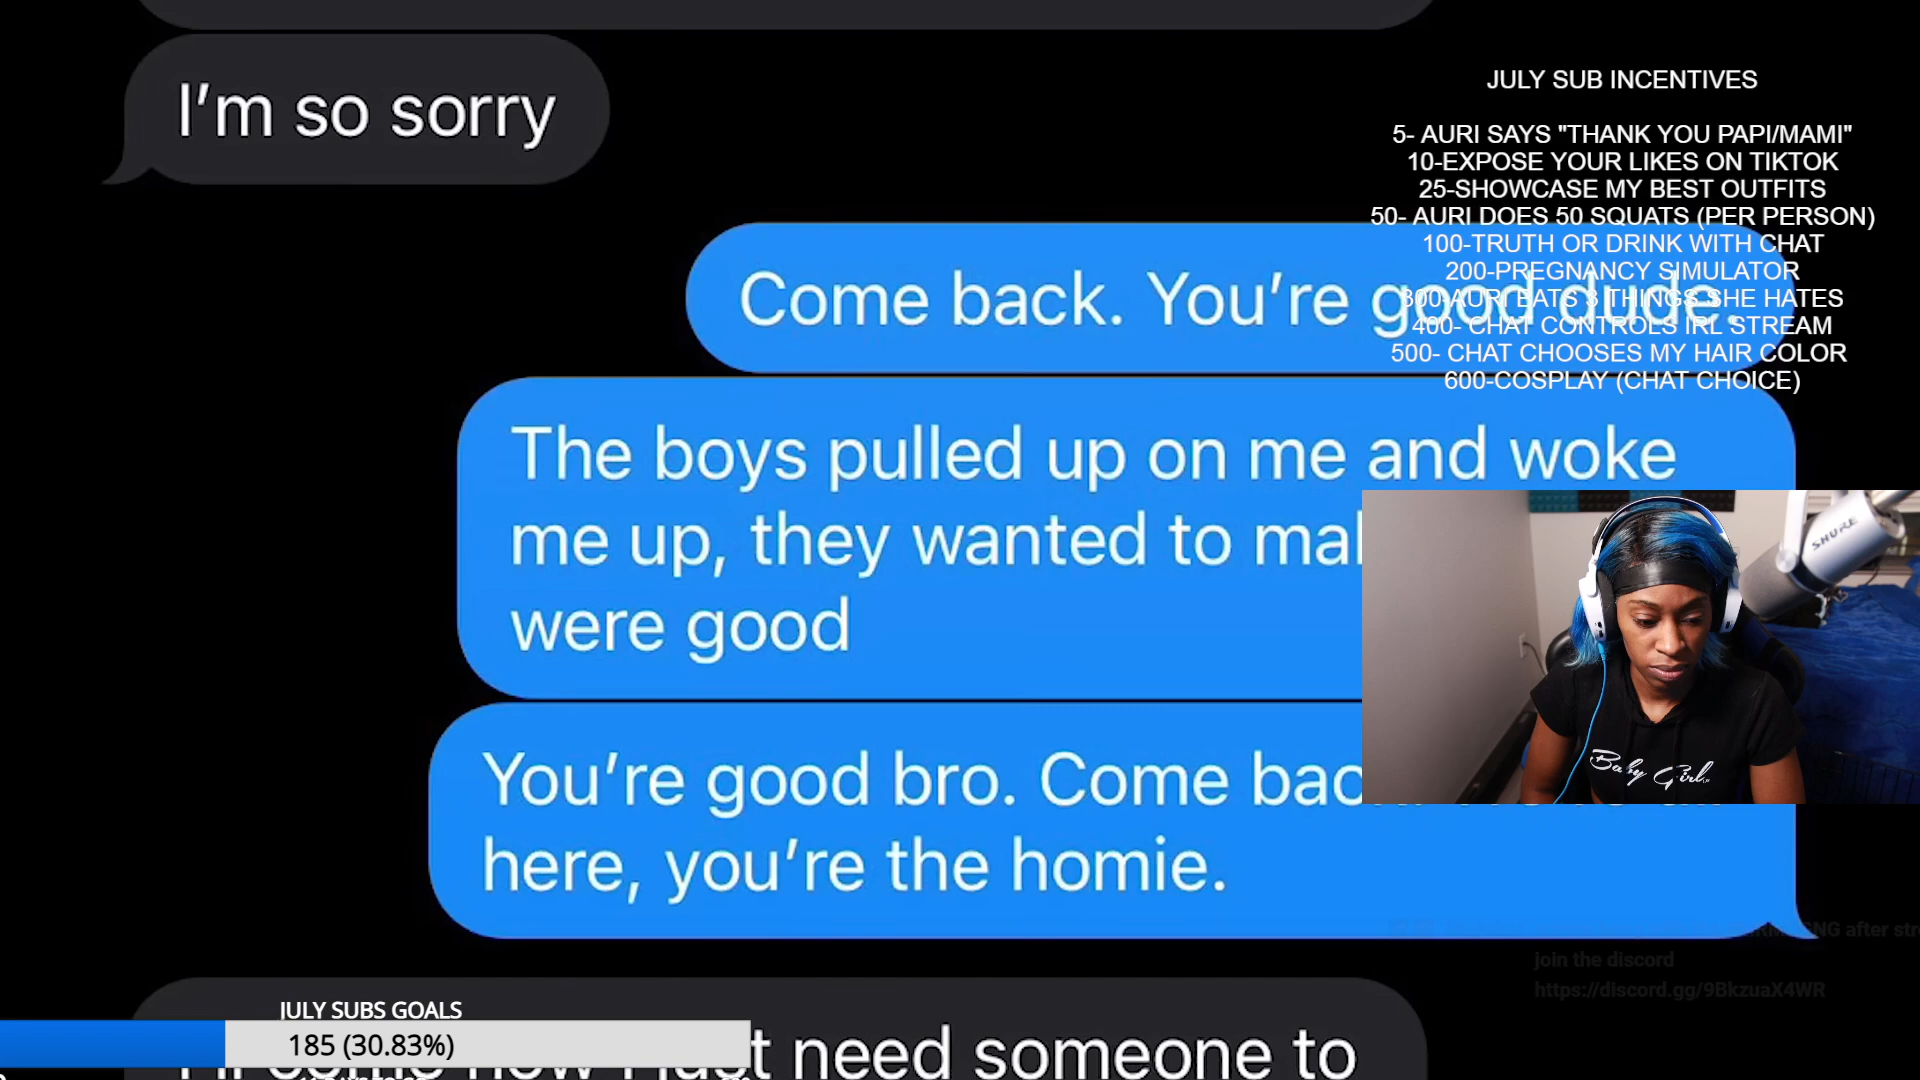 I'm so sorry
JULY SUB INCENTIVES
5- AURI SAYS "THANK YOU PAPI/MAMI"
10-EXPOSE YOUR LIKES ON TIKTOK
25-SHOWCASE MY BEST OUTFITS
50- AURI DOES 50 SQUATS (PER PERSON)
100-TRUTH OR DRINK WITH CHAT
200-PREGNANCY SIMULATOR
300-AURI EATS 3 THINGS SHE HATES
400- CHAT CONTROLS IRL STREAM
500- CHAT CHOOSES MY HAIR COLOR
600-COSPLAY (CHAT CHOICE)
Come back. You're good dude.
The boys pulled up on me and woke
me up, they wanted to
were good
SHURE
Baby Girl
You're good bro. Come
here, you're the homie.
after
join the discord
https://discord.gg/9BkzuaX4WR
JULY SUBS GOALS
185 (30.83%)
need someone to